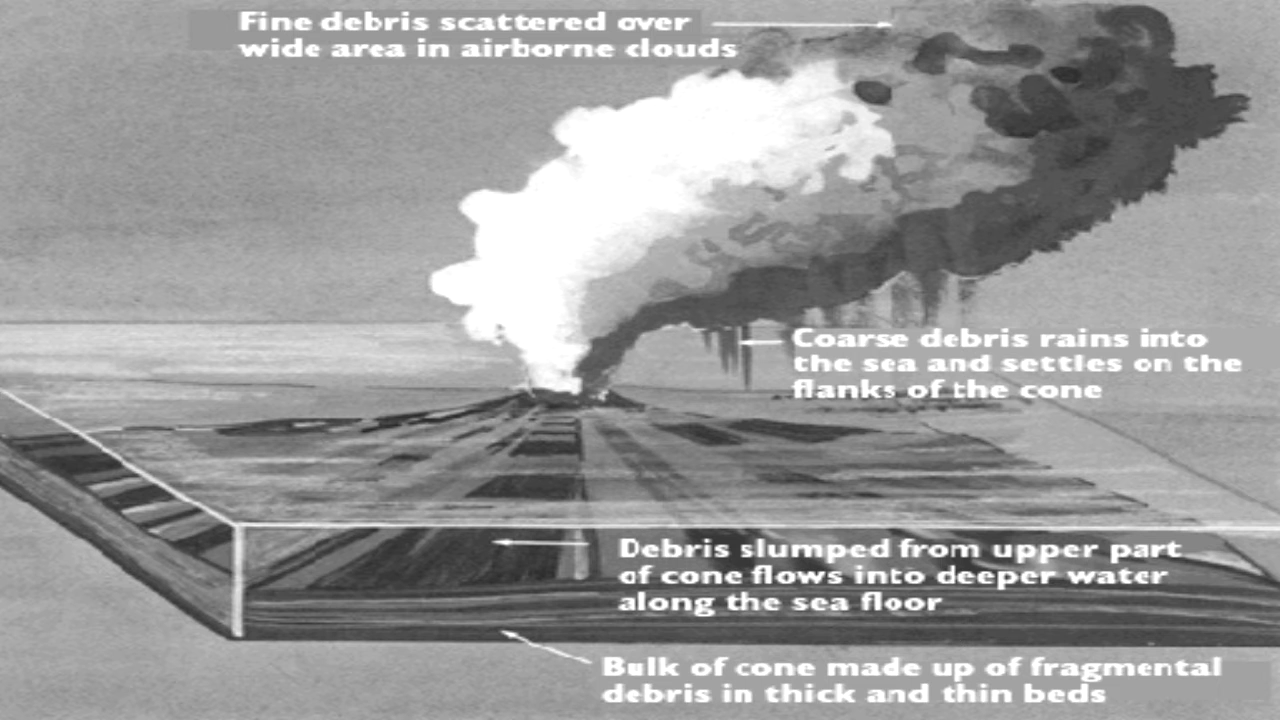 Fine debris scattered over
wide area in airborne clouds
Coarse debris rains into
the sea and settles on the
flanks of the cone
Debris slumped from upper part
of cone flows into deeper water
along the sea floor
Bulk of cone made up of fragmental
debris in thick and thin beds